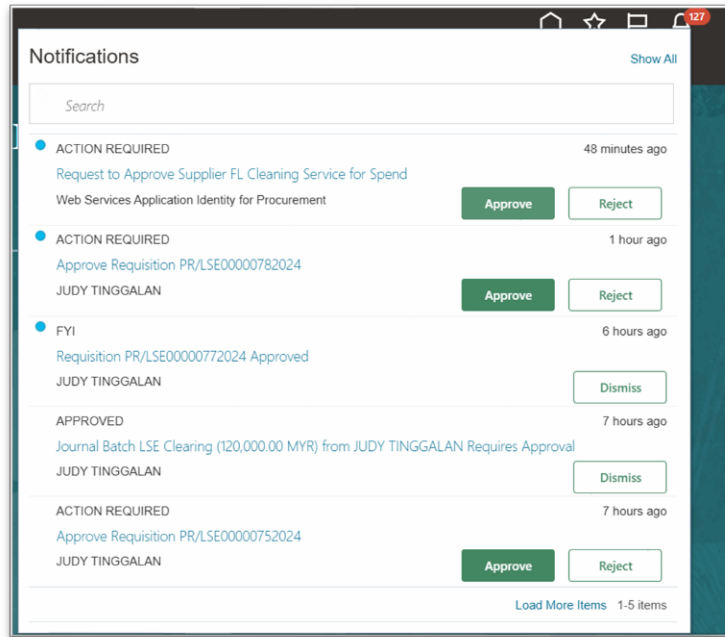 127
Notifications
Show All
Search
ACTION REQUIRED
48 minutes ago
Request to Approve Supplier FL Cleaning Service for Spend
Web Services Application Identity for Procurement
Approve
Reject
ACTION REQUIRED
1 hour ago
Approve Requisition PR/LSE00000782024
JUDY TINGGALAN
Approve
Reject
FYI
6 hours ago
Requisition PR/LSE00000772024 Approved
JUDY TINGGALAN
Dismiss
APPROVED
7 hours ago
Journal Batch LSE Clearing (120,000.00 MYR) from JUDY TINGGALAN Requires Approval
JUDY TINGGALAN
Dismiss
ACTION REQUIRED
7 hours ago
Approve Requisition PR/LSE00000752024
JUDY TINGGALAN
Approve
Reject
Load More Items
1-5 items